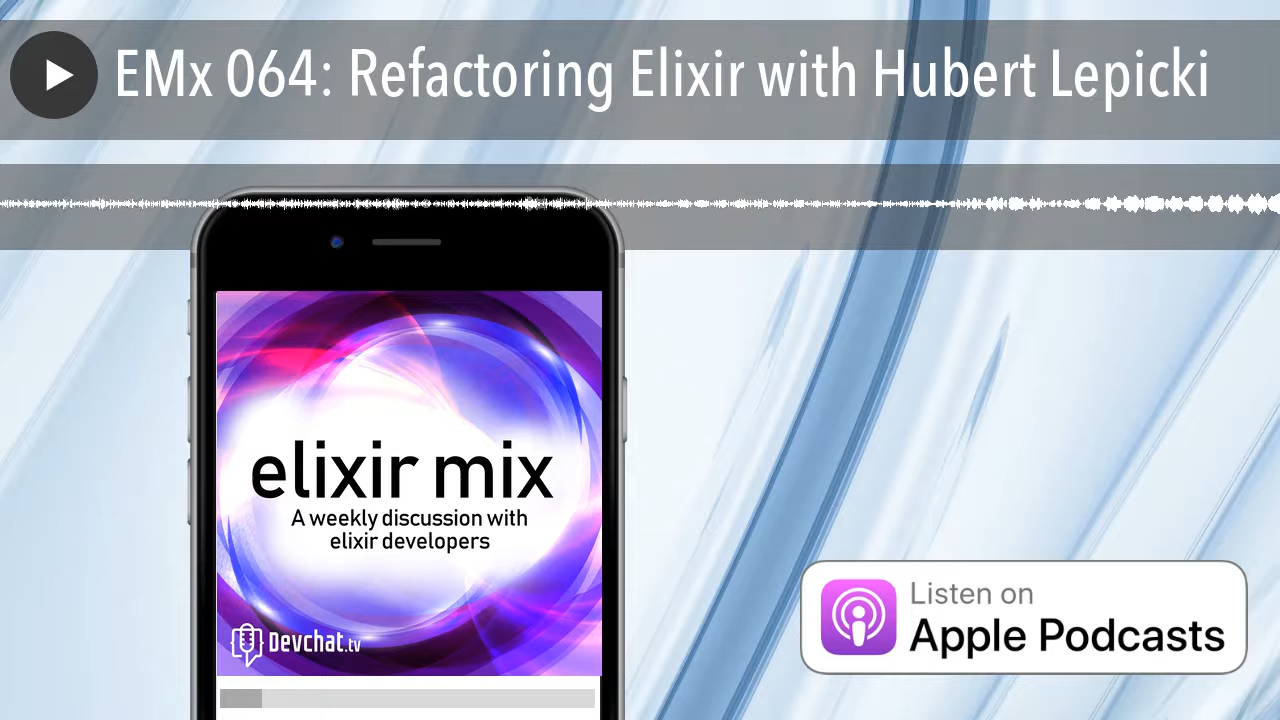 EMx 064: Refactoring Elixir with Hubert Lepicki
elixir mix
A weekly discussion with
elixir developers
Devchat.tv
Listen on
Apple Podcasts